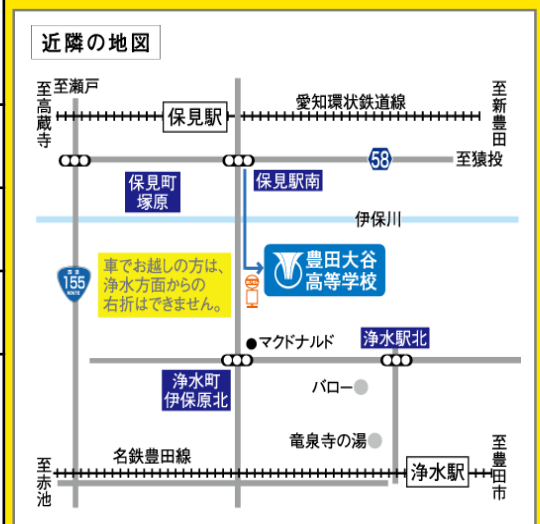 近隣の地図
至瀬戸
至高蔵寺
保見駅
愛知環状鉄道線
至新豊田
58
至猿投
保見町
塚原
保見駅南
伊保川
国道
155
ROUTE
車でお越しの方は、
浄水方面からの
右折はできません。
豊田大谷
高等学校
マクドナルド
浄水駅北
浄水町
伊保原北
バロー
竜泉寺の湯
名鉄豊田線
至赤池
浄水駅
至豊田市